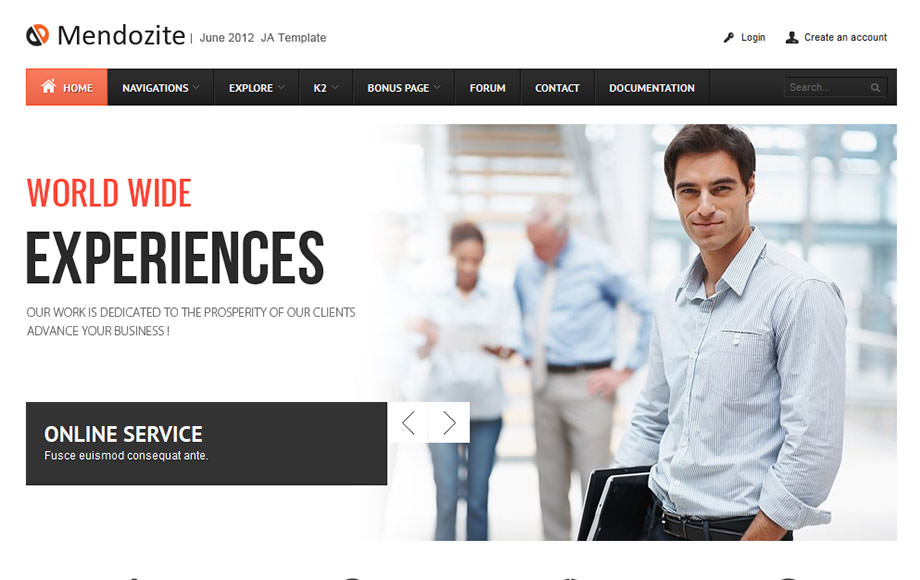 Mendozite | June 2012 JA Template
Login
Create an account
HOME
NAVIGATIONS
EXPLORE
K2
BONUS PAGE
FORUM
CONTACT
DOCUMENTATION
Search...
WORLD WIDE
EXPERIENCES
OUR WORK IS DEDICATED TO THE PROSPERITY OF OUR CLIENTS
ADVANCE YOUR BUSINESS !
ONLINE SERVICE
Fusce euismod consequat ante.